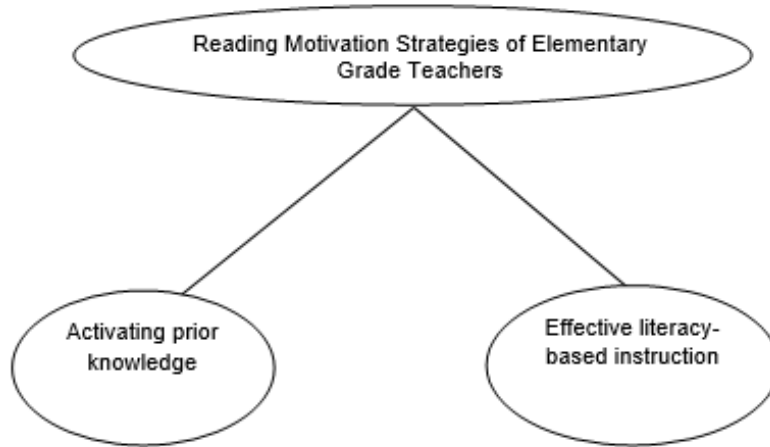 Reading Motivation Strategies of Elementary
Grade Teachers
Activating prior
knowledge
Effective literacy-
based instruction